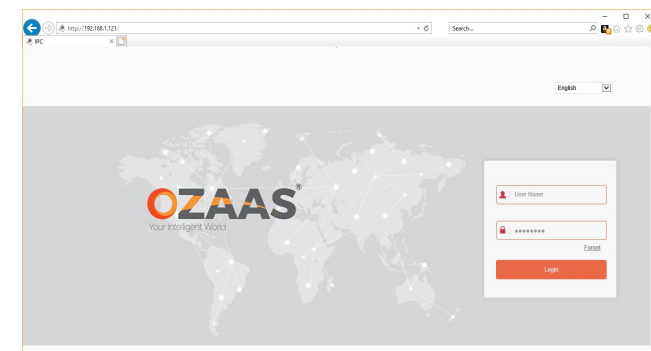 http://192.168.1.121/
Search...
IPC
English
OZAAS®
Your Intelligent World
User Name
Forget
Login